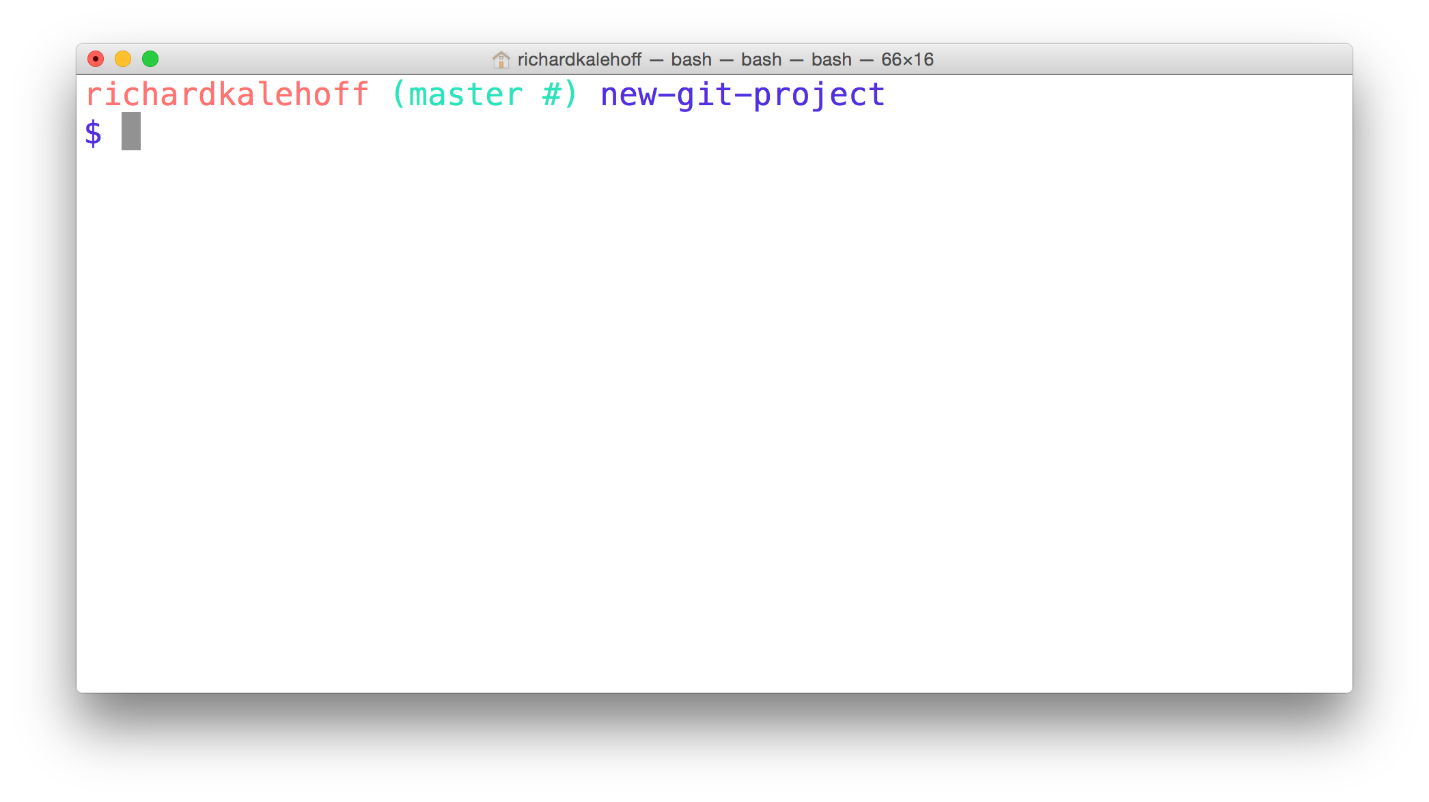 richardkalehoff — bash — bash — bash — 66×16
richardkalehoff (master #) new-git-project
$